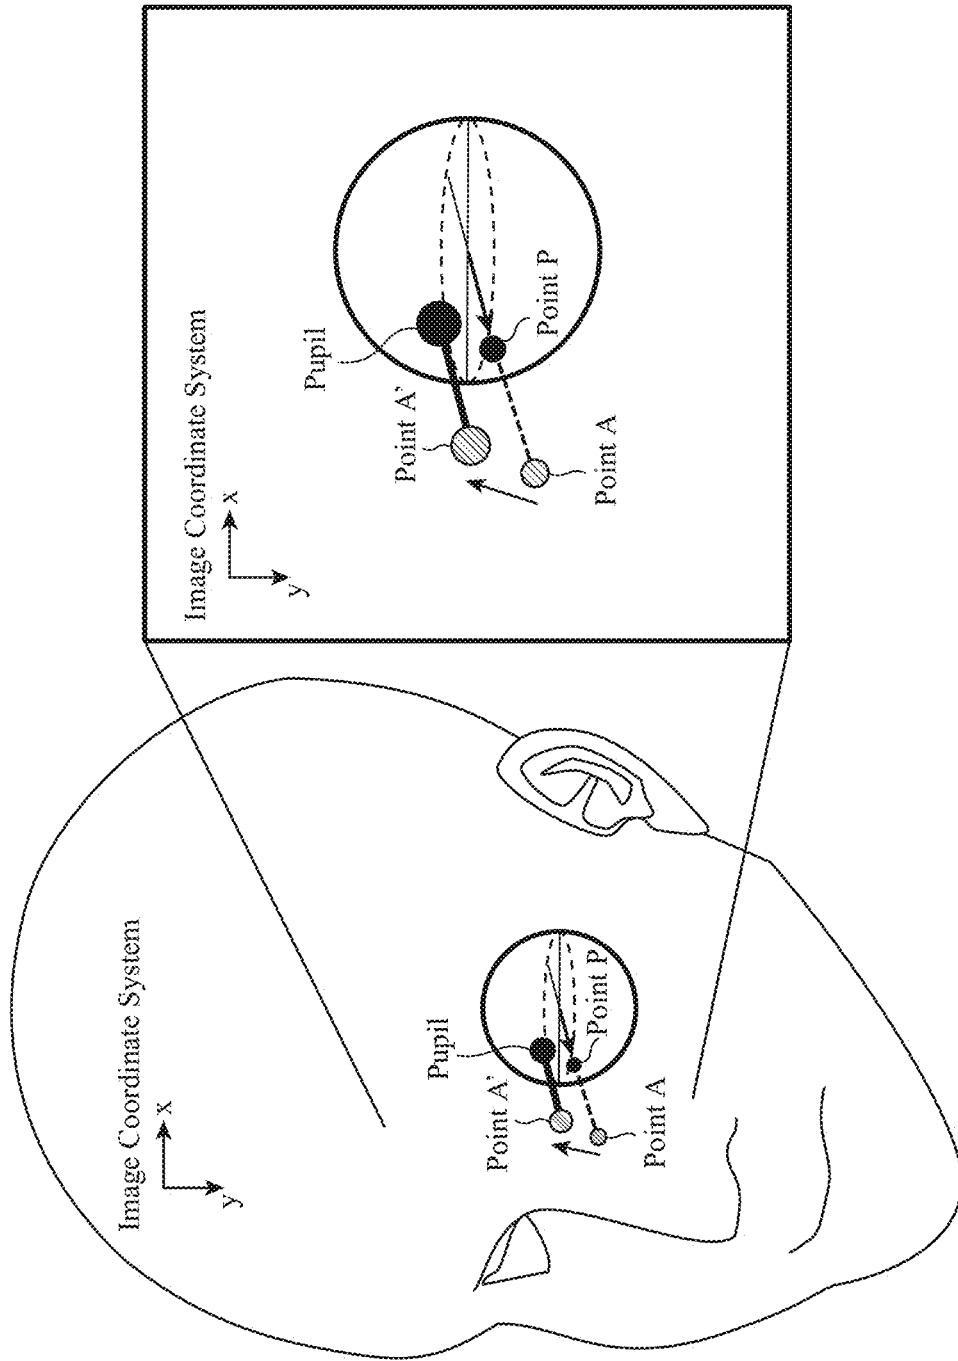 Image Coordinate System
x
y
Pupil
Point A’
Point P
Point A
Image Coordinate System
x
y
Pupil
Point A’
Point P
Point A